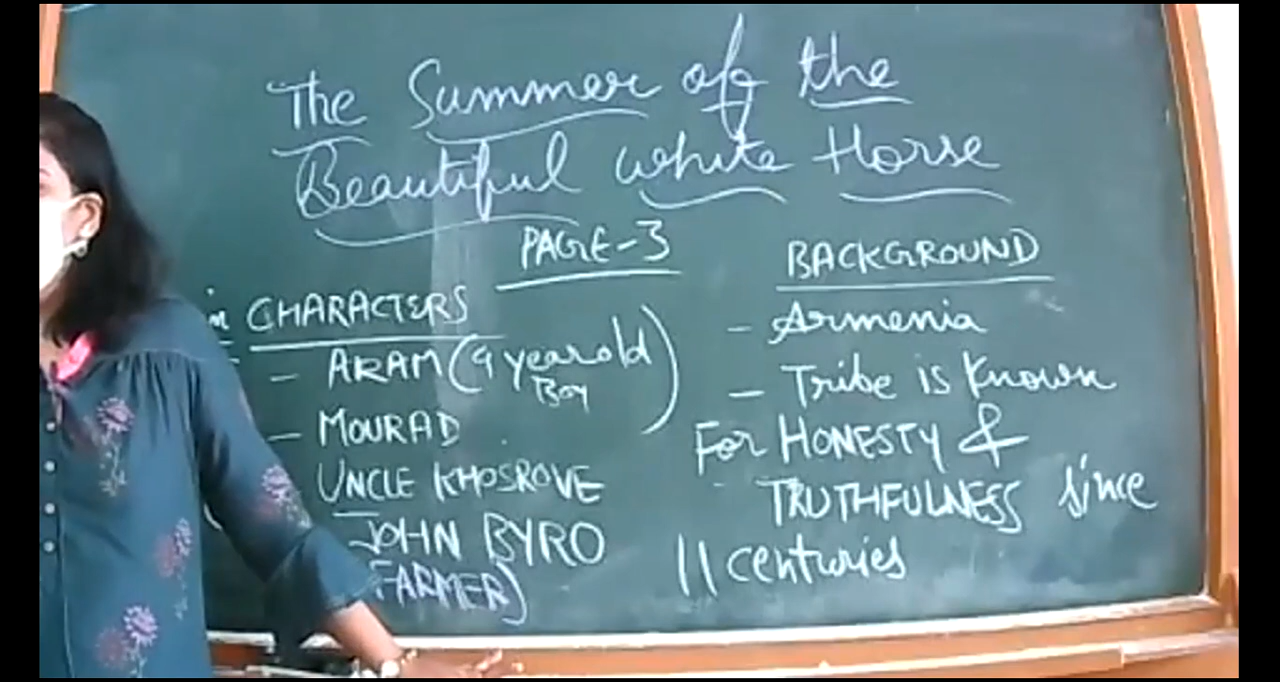 The Summer of the
Beautiful white Horse
PAGE-3
CHARACTERS
- ARAM (9 year old
Boy)
- MOURAD
UNCLE KHOSROVE
JOHN BYRO
FARMER)
BACKGROUND
- Armenia
- Tribe is known
For HONESTY &
TRUTHFULNESS since
11 centuries